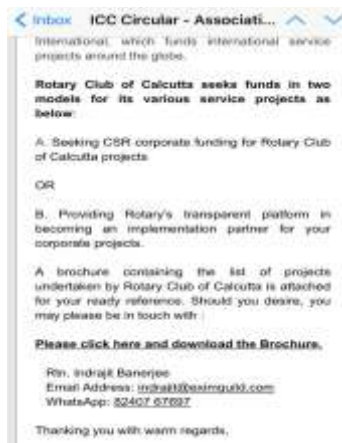 Inbox ICC Circular - Associati...
International, which funds international service
projects around the globe.
Rotary Club of Calcutta seeks funds in two
models for its various service projects as
below:
A. Seeking CSR corporate funding for Rotary Club
of Calcutta projects
OR
B. Providing Rotary's transparent platform in
becoming an implementation partner for your
corporate projects.
A brochure containing the list of projects
undertaken by Rotary Club of Calcutta is attached
for your ready reference. Should you desire, you
may please be in touch with :
Please click here and download the Brochure.
Rtn. Indrajit Banerjee
Email Address: indrajit@eximguild.com
WhatsApp: 82407 67697
Thanking you with warm regards,